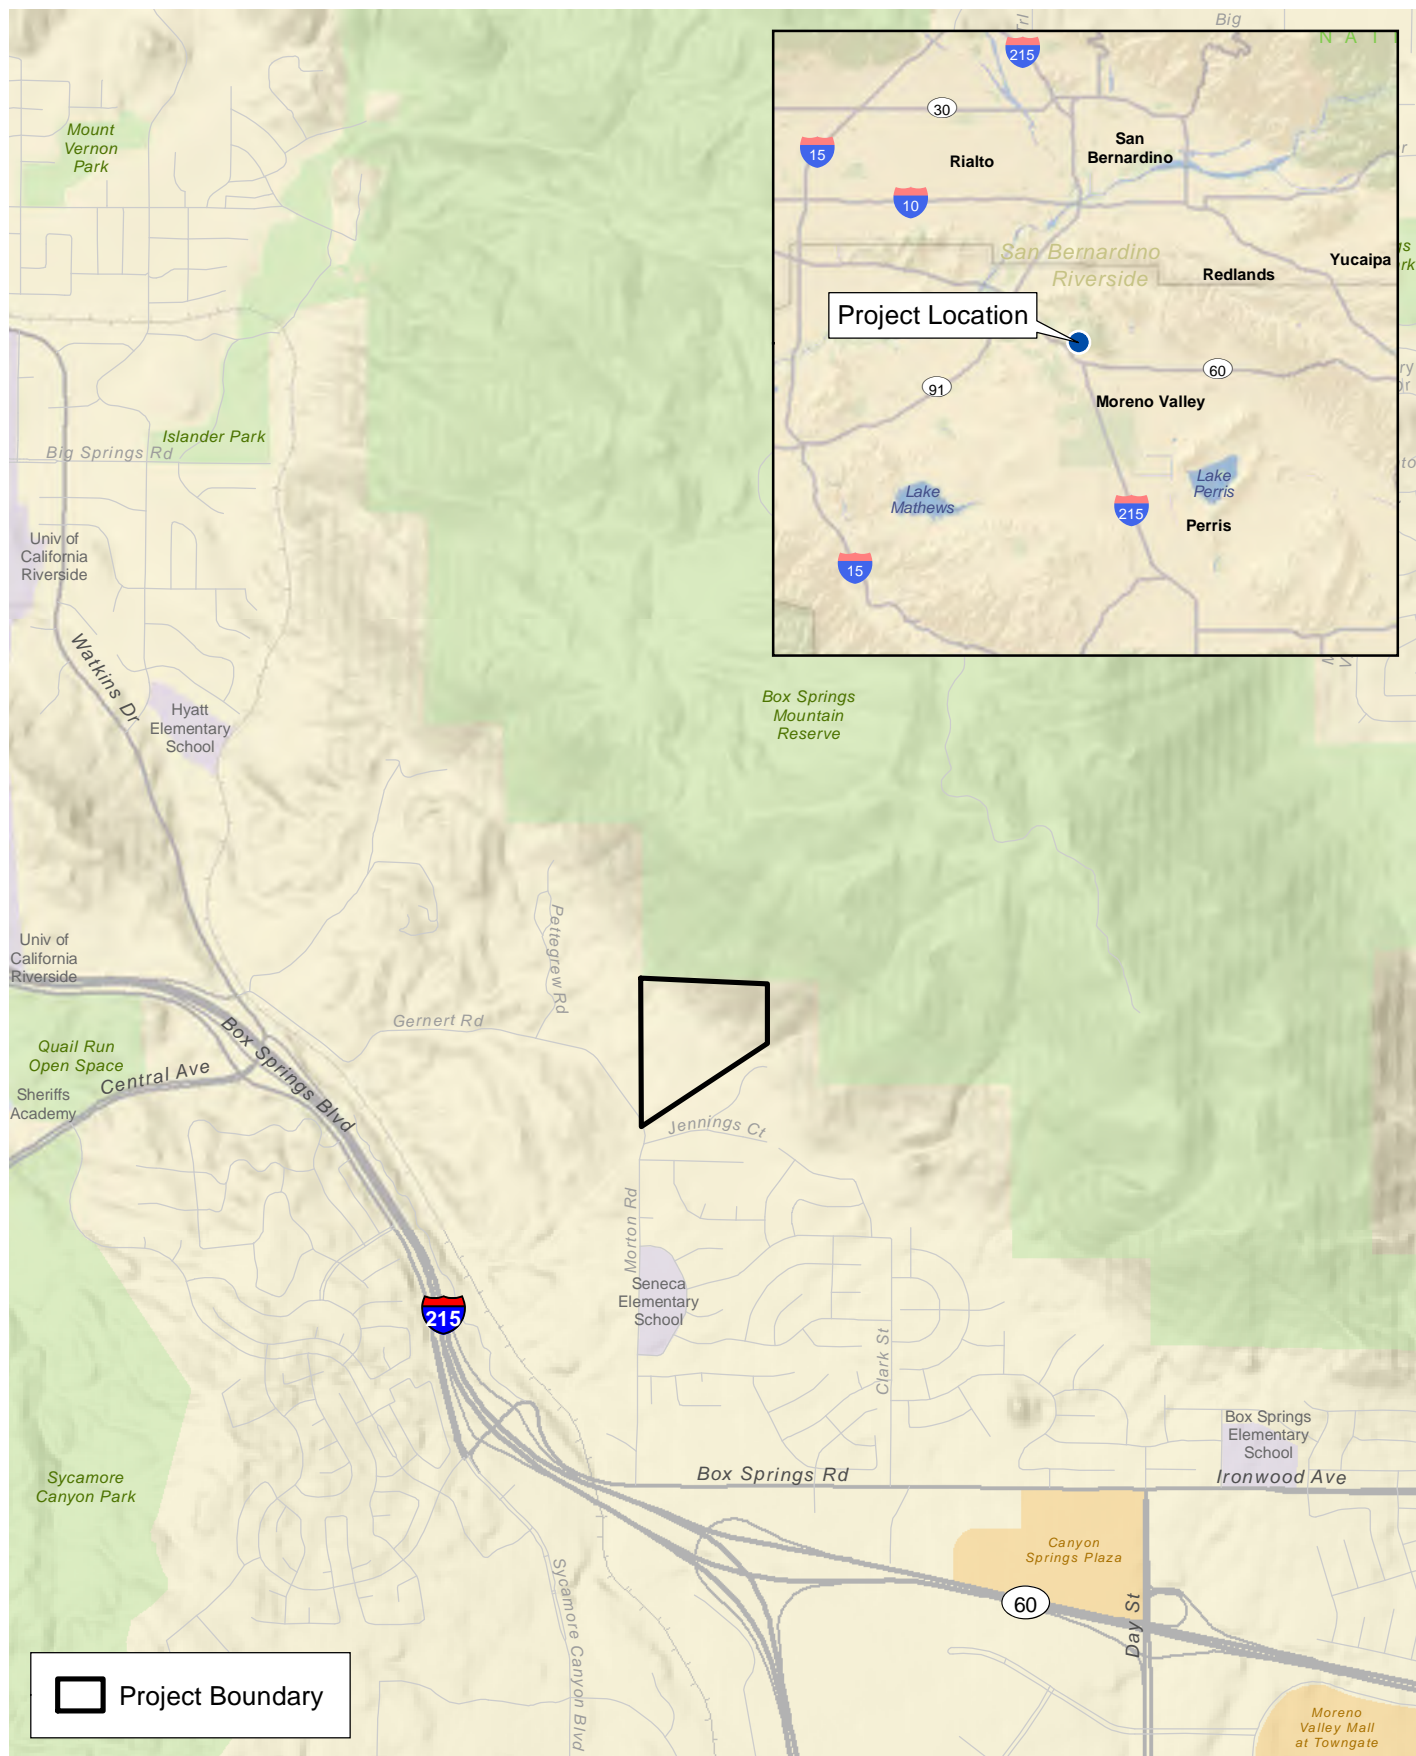 Big
Trl
N A T
215
30
15
Rialto
San
Bernardino
10
San Bernardino
Riverside
Redlands
Yucaipa
Project Location
60
91
Moreno Valley
Lake
Mathews
Lake
Perris
215
Perris
15
Mount
Vernon
Park
Islander Park
Big Springs Rd
Univ of
California
Riverside
Watkins Dr
Hyatt
Elementary
School
Box Springs
Mountain
Reserve
Pettegrew Rd
Univ of
California
Riverside
Gernert Rd
Box Springs Blvd
Quail Run
Open Space
Central Ave
Sheriffs
Academy
Jennings Ct
Morton Rd
Seneca
Elementary
School
215
Clark St
Box Springs
Elementary
School
Box Springs Rd
Ironwood Ave
Sycamore
Canyon Park
Canyon
Springs Plaza
Sycamore Canyon Blvd
60
Day St
Project Boundary
Moreno
Valley Mall
at Towngate